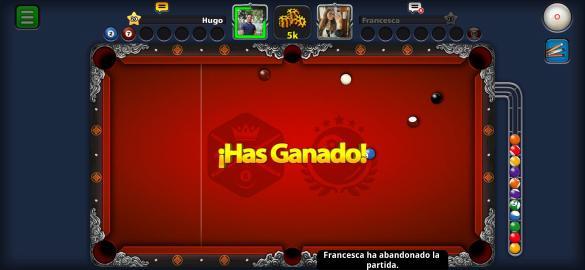 Hugo
5k
Francesca
¡Has Ganado!
Francesca ha abandonado la
partida.